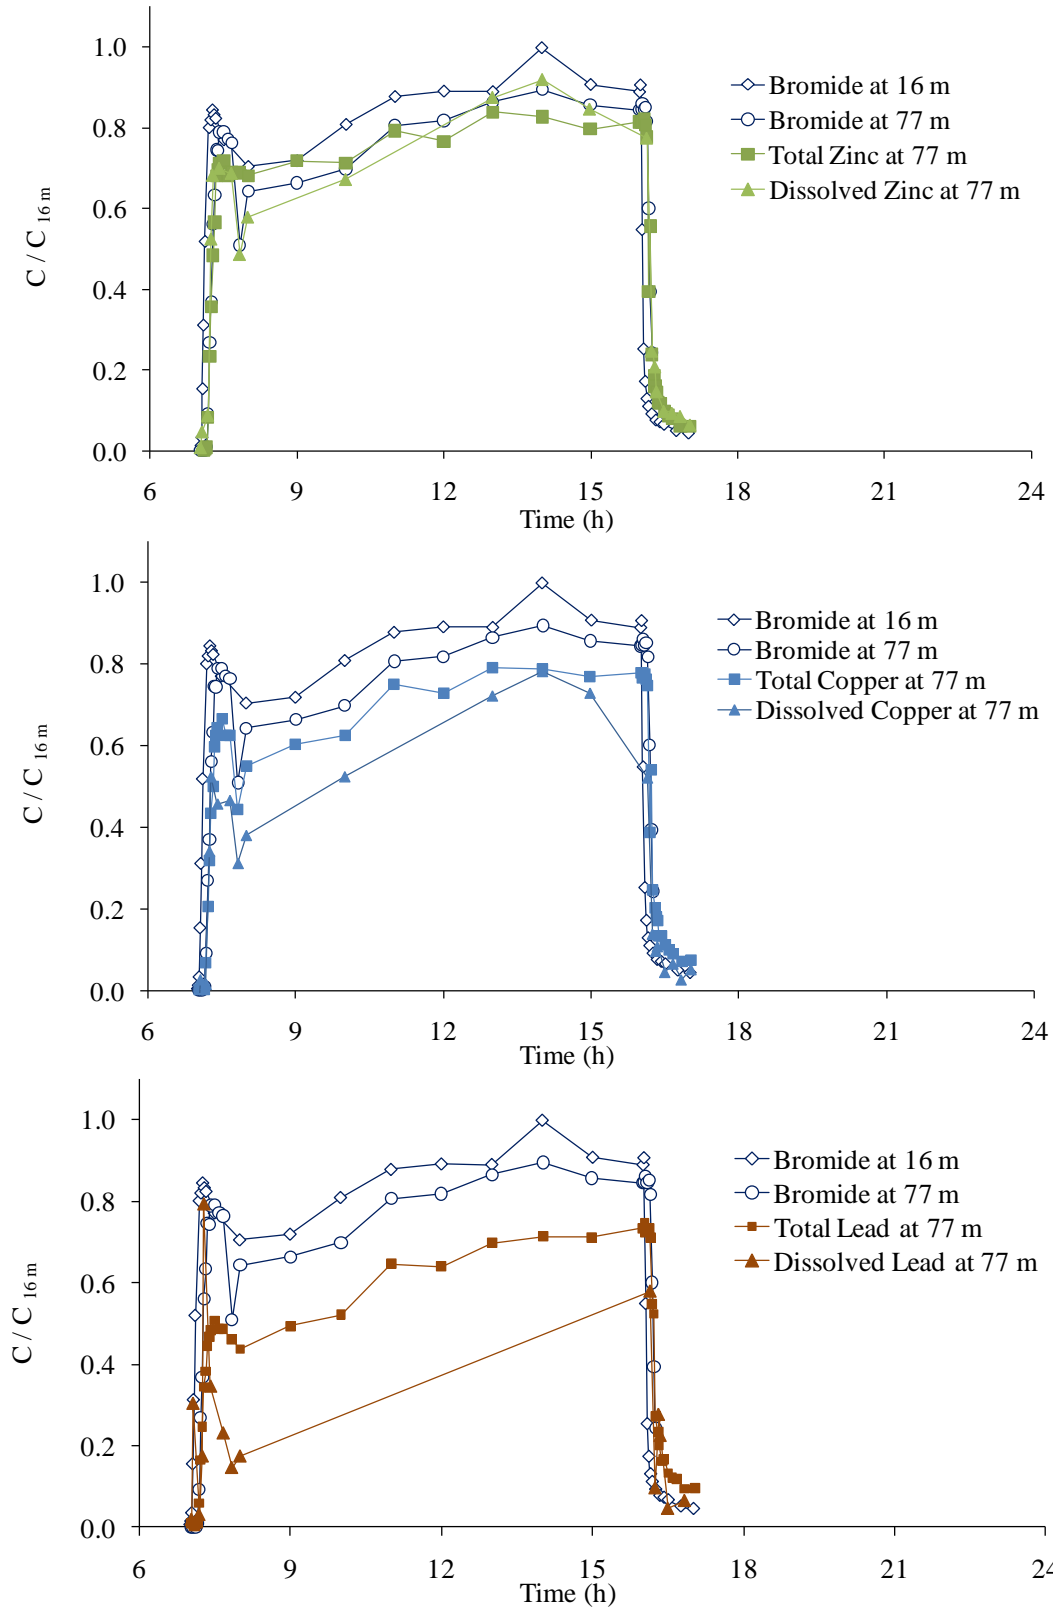 1.0
0.8
0.6
0.4
0.2
0.0
C / C 16 m
6 9 12 15 18 21 24
Time (h)
Bromide at 16 m
Bromide at 77 m
Total Zinc at 77 m
Dissolved Zinc at 77 m
1.0
0.8
0.6
0.4
0.2
0.0
C / C 16 m
6 9 12 15 18 21 24
Time (h)
Bromide at 16 m
Bromide at 77 m
Total Copper at 77 m
Dissolved Copper at 77 m
1.0
0.8
0.6
0.4
0.2
0.0
C / C 16 m
6 9 12 15 18 21 24
Time (h)
Bromide at 16 m
Bromide at 77 m
Total Lead at 77 m
Dissolved Lead at 77 m